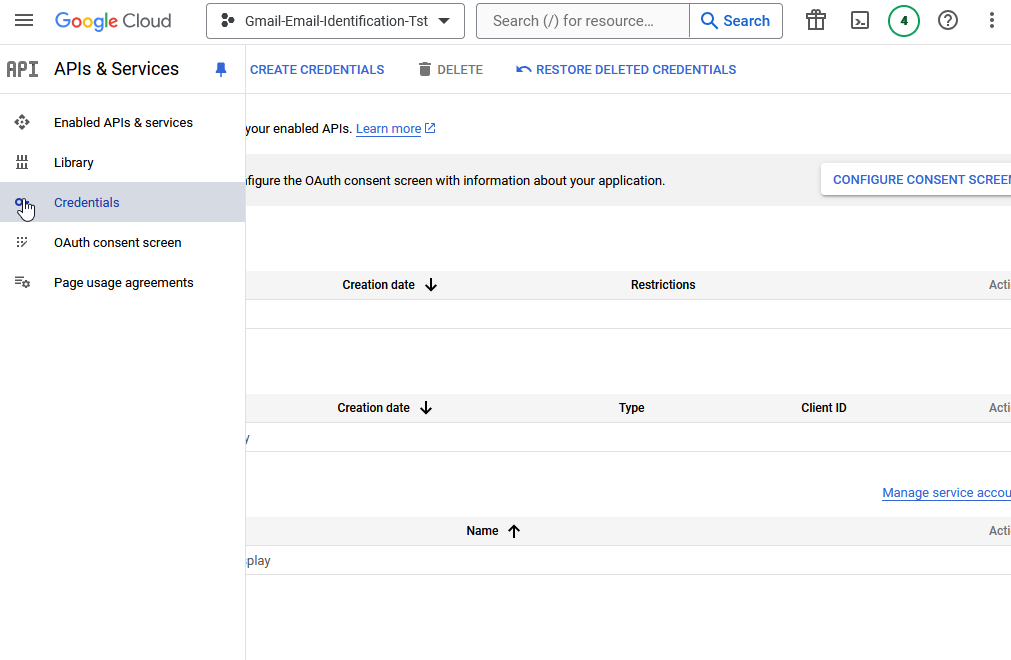 Google Cloud
Gmail-Email-Identification-Tst
Search (/) for resource...
Search
4
API
APIs & Services
CREATE CREDENTIALS
DELETE
RESTORE DELETED CREDENTIALS
Enabled APIs & services
your enabled APIs. Learn more
Library
figure the OAuth consent screen with information about your application.
CONFIGURE CONSENT SCREEN
Credentials
OAuth consent screen
Page usage agreements
Creation date
Restrictions
Acti
Creation date
Type
Client ID
Acti
y
Manage service accou
Name
Acti
play